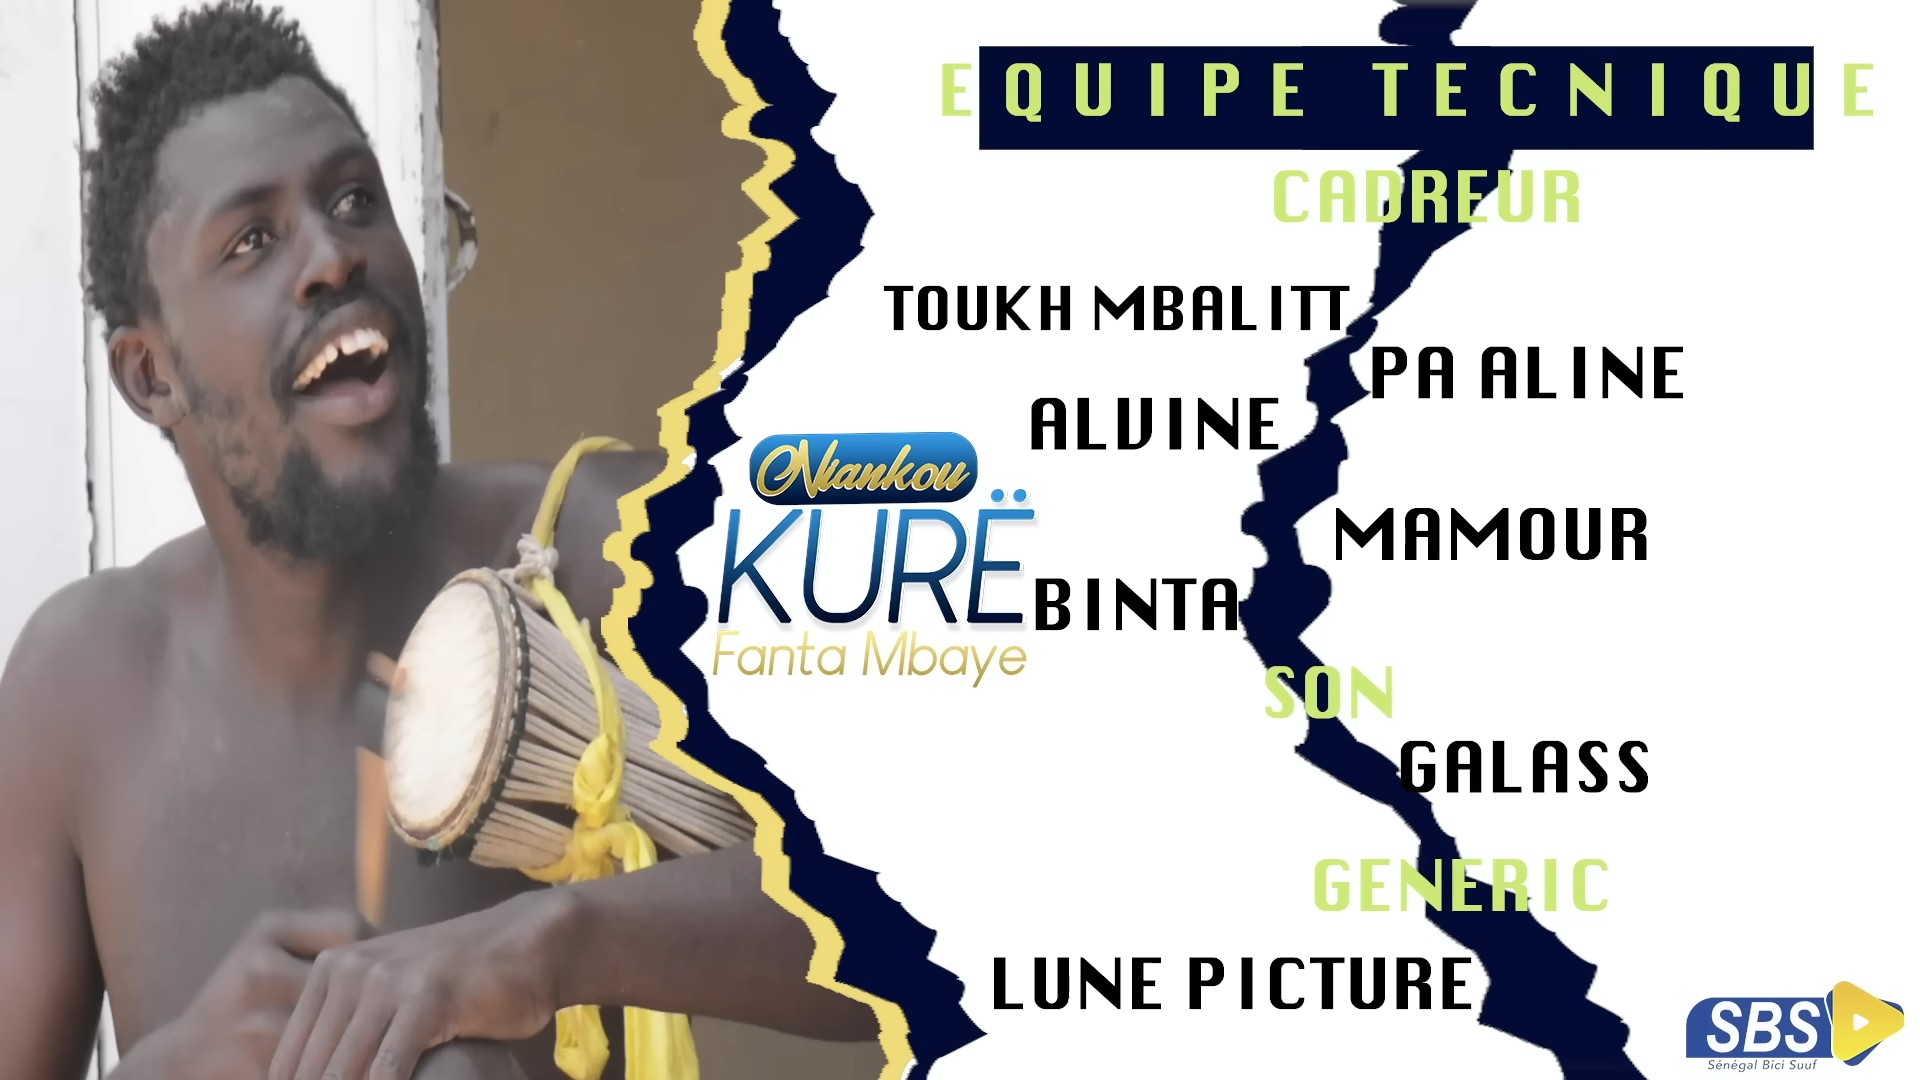 EQUIPE TECNIQUE
CADREUR
TOUKH MBALITT
PA ALINE
ALVINE
Niankou
KURË
Fanta Mbaye
MAMOUR
BINTA
SON
GALASS
GENERIC
LUNE PICTURE
SBS
Sénégal Bici Suuf